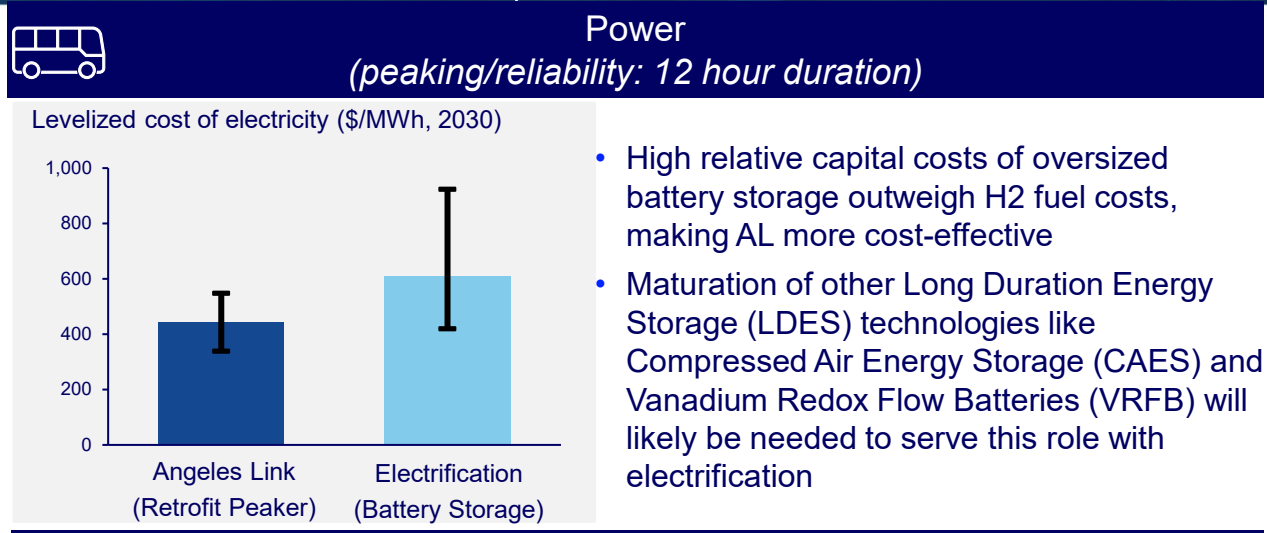 Power
(peaking/reliability: 12 hour duration)
Levelized cost of electricity ($/MWh, 2030)
1,000
800
600
400
200
0
Angeles Link
(Retrofit Peaker)
Electrification
(Battery Storage)
• High relative capital costs of oversized
battery storage outweigh H2 fuel costs,
making AL more cost-effective
• Maturation of other Long Duration Energy
Storage (LDES) technologies like
Compressed Air Energy Storage (CAES) and
Vanadium Redox Flow Batteries (VRFB) will
likely be needed to serve this role with
electrification